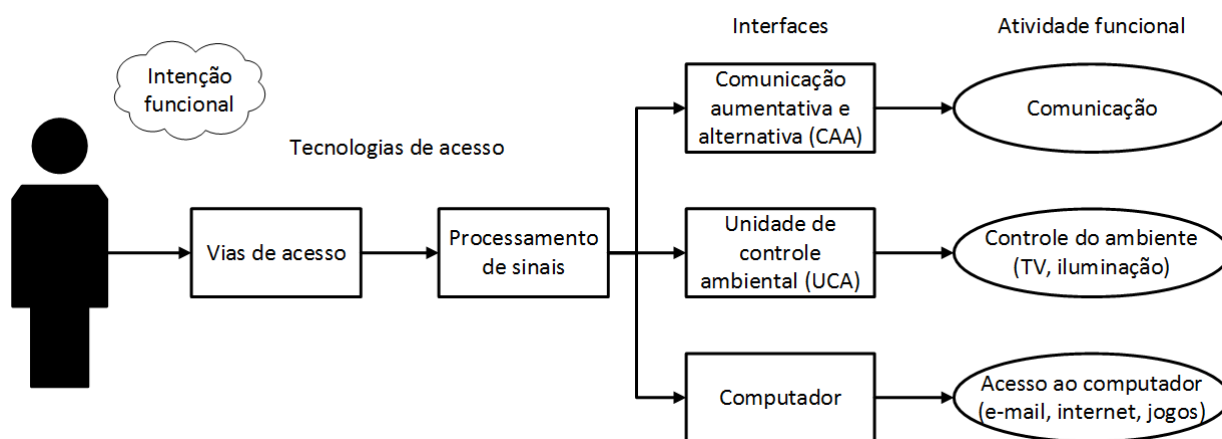 Interfaces
Atividade funcional
Intenção
funcional
Tecnologias de acesso
Vias de acesso
Processamento
de sinais
Comunicação
aumentativa e
alternativa (CAA)
Comunicação
Unidade de
controle
ambiental (UCA)
Controle do ambiente
(TV, iluminação)
Computador
Acesso ao computador
(e-mail, internet, jogos)